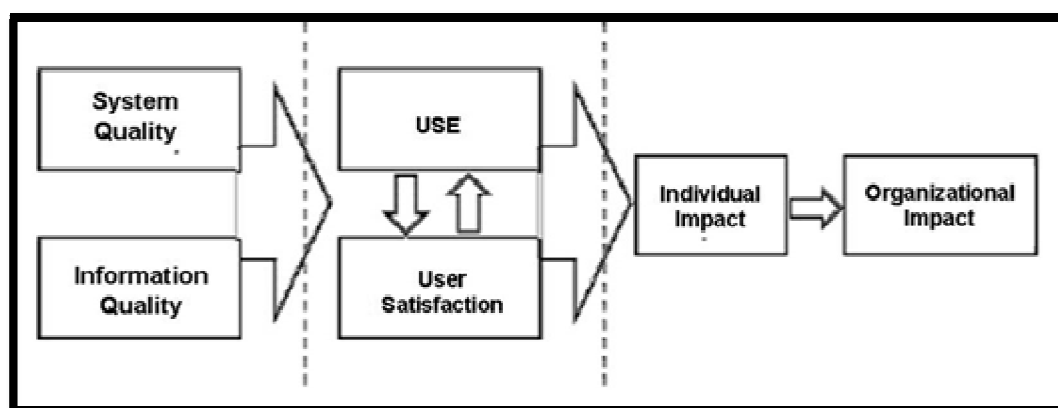 System
Quality
Information
Quality
USE
User
Satisfaction
Individual
Impact
Organizational
Impact